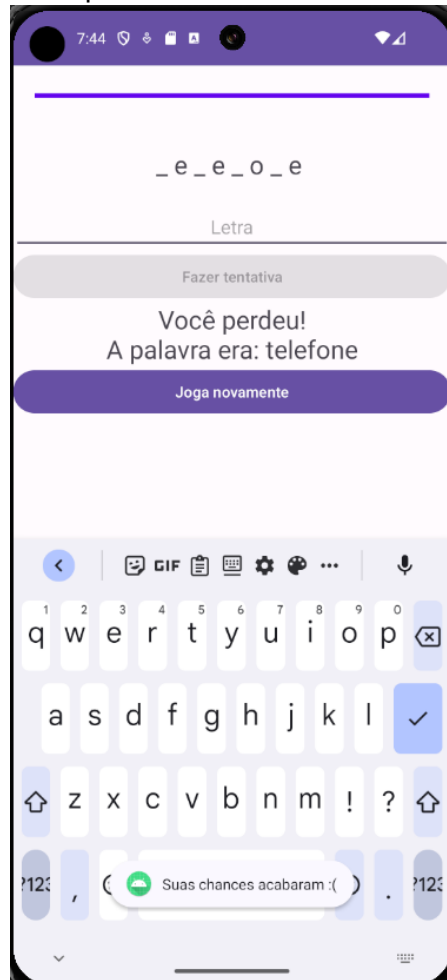 7:44
_ e _ e _ o _ e
Letra
Fazer tentativa
Você perdeu!
A palavra era: telefone
Joga novamente
GIF
1 2 3 4 5 6 7 8 9 0
q w e r t y u i o p
a s d f g h j k l
z x c v b n m ! ?
?123 , Suas chances acabaram :( . ?123